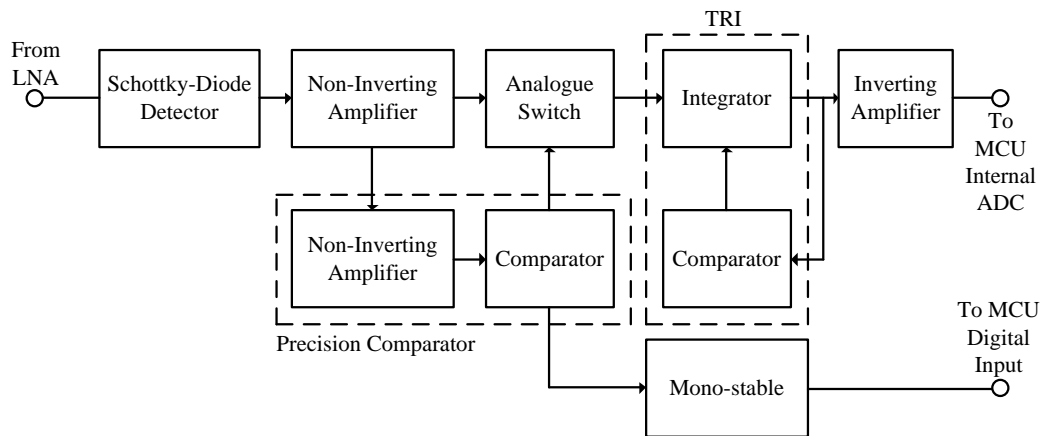 TRI
From
LNA
Schottky-Diode
Detector
Non-Inverting
Amplifier
Analogue
Switch
Integrator
Inverting
Amplifier
To
MCU
Internal
ADC
Non-Inverting
Amplifier
Comparator
Comparator
Precision Comparator
To MCU
Digital
Input
Mono-stable